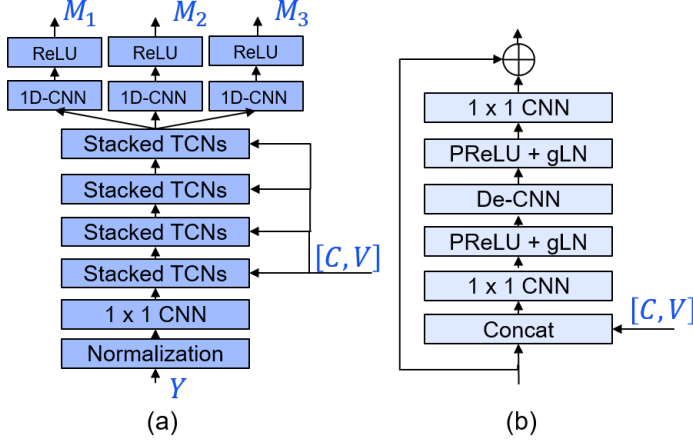 M₁ M₂ M₃
ReLU ReLU ReLU
1D-CNN 1D-CNN 1D-CNN
Stacked TCNs
Stacked TCNs
Stacked TCNs
Stacked TCNs
[C, V]
1 x 1 CNN
Normalization
Y
(a)
1 x 1 CNN
PReLU + gLN
De-CNN
PReLU + gLN
1 x 1 CNN
[C, V]
Concat
(b)